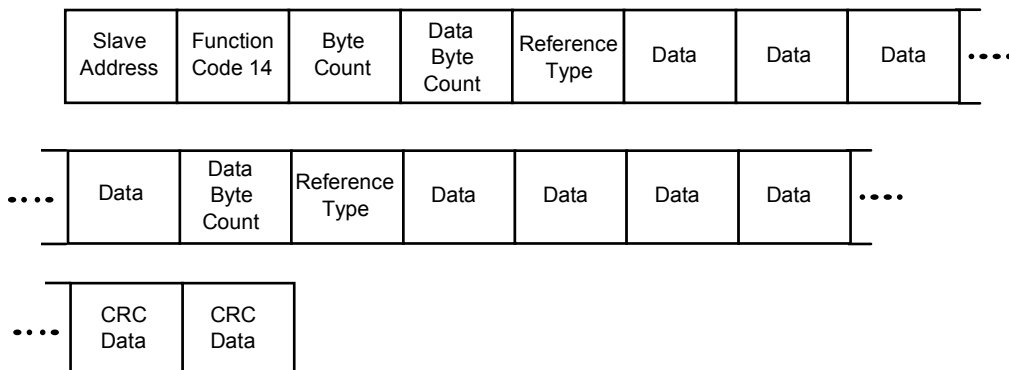 Slave
Address
Function
Code 14
Byte
Count
Data
Byte
Count
Reference
Type
Data
Data
Data
Data
Data
Byte
Count
Reference
Type
Data
Data
Data
Data
CRC
Data
CRC
Data